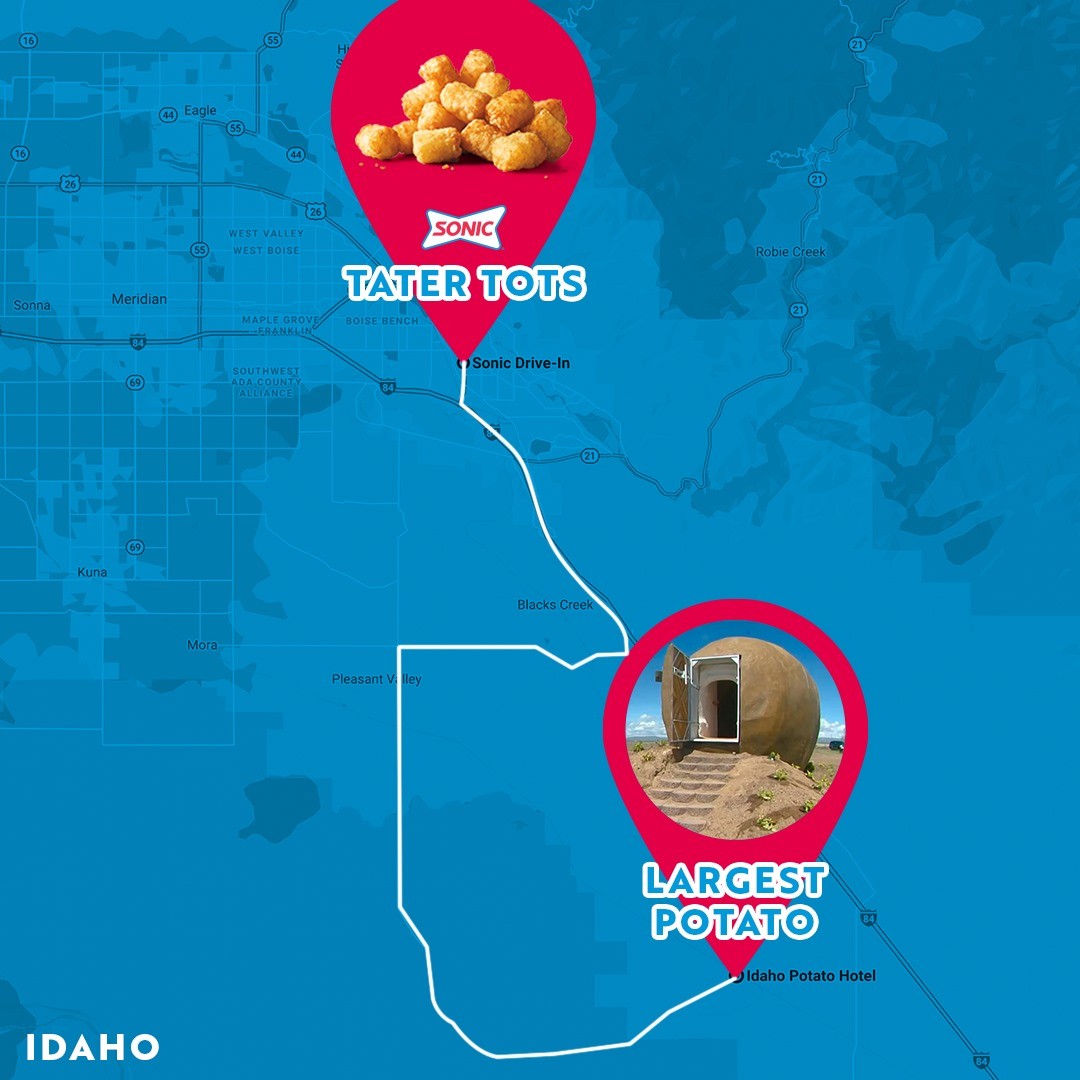 16
55
Hi
S
44
Eagle
55
16
44
26
26
21
21
SONIC
TATER TOTS
WEST VALLEY
WEST BOISE
55
Robie Creek
Sonna
Meridian
MAPLE GROVE
-FRANKLIN
BOISE BENCH
21
84
Sonic Drive-In
SOUTHWEST
ADA COUNTY
ALLIANCE
69
84
21
69
Kuna
Blacks Creek
Mora
Pleasant Valley
LARGEST
POTATO
84
Idaho Potato Hotel
IDAHO
84